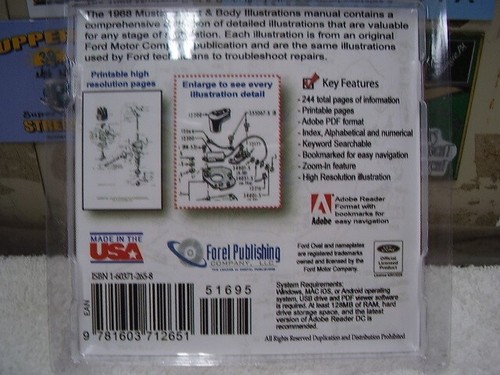 The 1968 Mustang & Body Illustrations manual contains a
comprehensive of detailed illustrations that are valuable
for any stage of Each illustration is from an original
Ford Motor Company publication and are the same illustrations
used by Ford technicians to troubleshoot repairs.
UPPER
STREE
Printable high
resolution pages
Enlarge to see every
illustration detail
Key Features
- 244 total pages of information
- Printable pages
- Adobe PDF format
- Index, Alphabetical and numerical
- Keyword Searchable
- Bookmarked for easy navigation
- Zoom-In feature
- High Resolution illustration
Adobe
Adobe Reader
Format with
bookmarks for
easy navigation
MADE IN THE
USA
Forel Publishing
COMPANY, LLC
Ford Oval and nameplates
are registered trademarks
owned and licensed by the
Ford Motor Company.
Ford
Official
Licensed
Product
ISBN 1-60371-265-8
EAN
9 781603 712651
51695
System Requirements:
Windows, MAC IOS, or Android operating
system, USB drive and PDF viewer software
is required. At least 128MB of RAM, hard
drive storage space, and the latest
version of Adobe Reader DC is
recommended.
All Rights Reserved Duplication and Distribution Prohibited